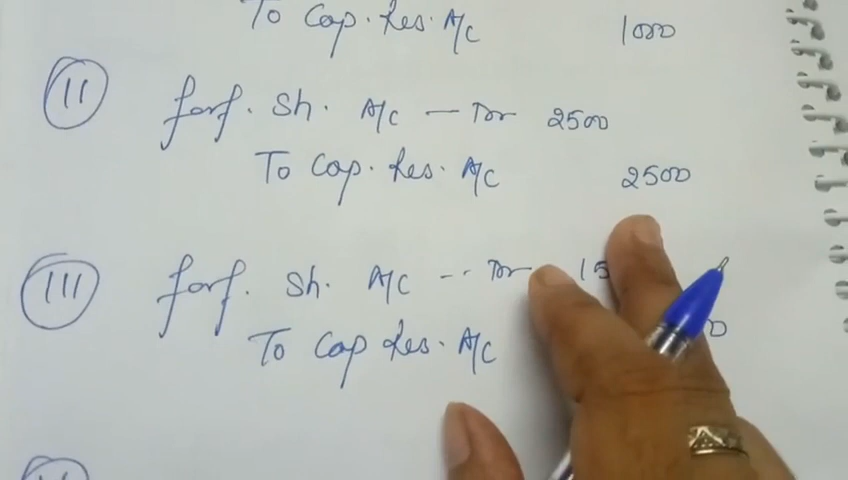 To Cap. Res. A/C 1000
II forf. Sh. A/C — Dr 2500
To Cap. Res. A/C 2500
III forf. Sh. A/C -- Dr
To Cap Res. A/C